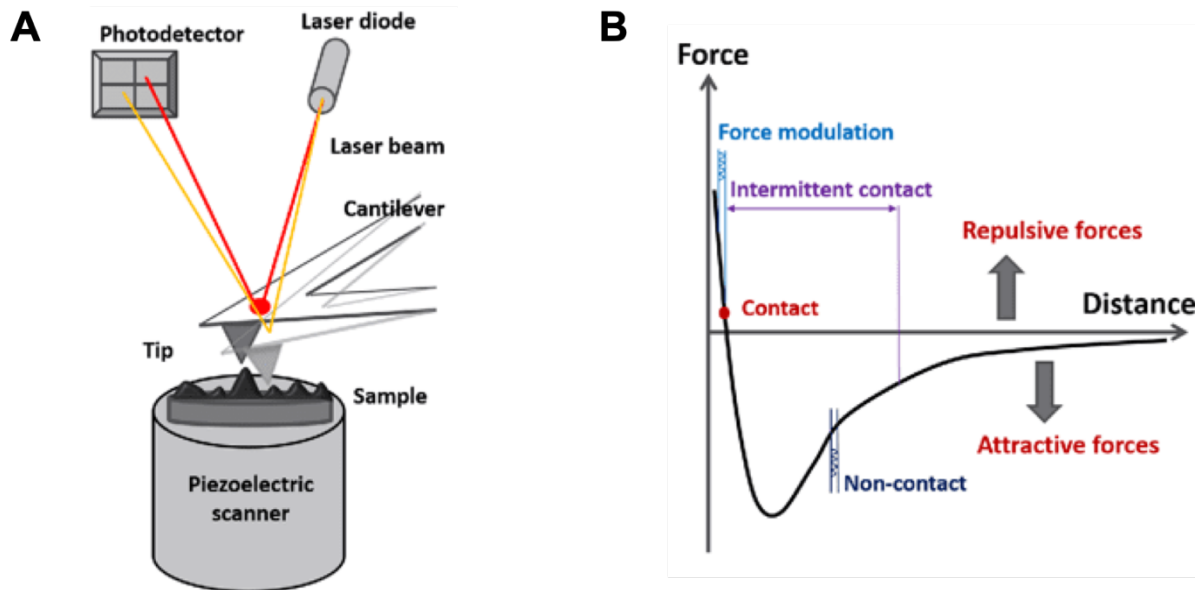 A
Photodetector
Laser diode
Laser beam
Cantilever
Tip
Sample
Piezoelectric
scanner
B
Force
Force modulation
Intermittent contact
Repulsive forces
Contact
Distance
Attractive forces
Non-contact